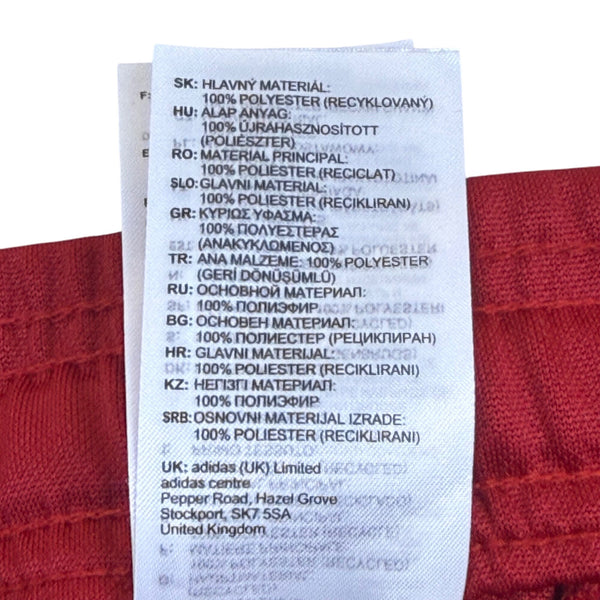 SK: HLAVNÝ MATERIÁL:
100% POLYESTER (RECYKLOVANÝ)
HU: ALAP ANYAG:
100% ÚJRAHASZNOSÍTOTT
(POLIÉSZTER)
RO: MATERIAL PRINCIPAL:
100% POLIESTER (RECICLAT)
SLO: GLAVNI MATERIAL:
100% POLIESTER (RECIKLIRAN)
GR: ΚΥΡΙΩΣ ΥΦΑΣΜΑ:
100% ΠΟΛΥΕΣΤΕΡΑΣ
(ΑΝΑΚΥΚΛΩΜΕΝΟΣ)
TR: ANA MALZEME: 100% POLYESTER
(GERİ DÖNÜŞÜMLÜ)
RU: ОСНОВНОЙ МАТЕРИАЛ:
100% ПОЛИЭФИР
BG: ОСНОВЕН МАТЕРИАЛ:
100% ПОЛИЕСТЕР (РЕЦИКЛИРАН)
HR: GLAVNI MATERIJAL:
100% POLIESTER (RECIKLIRANI)
KZ: НЕГІЗГІ МАТЕРИАЛ:
100% ПОЛИЭФИР
SRB: OSNOVNI MATERIJAL IZRADE:
100% POLIESTER (RECIKLIRANI)
UK: adidas (UK) Limited
adidas centre
Pepper Road, Hazel Grove
Stockport, SK7 5SA
United Kingdom